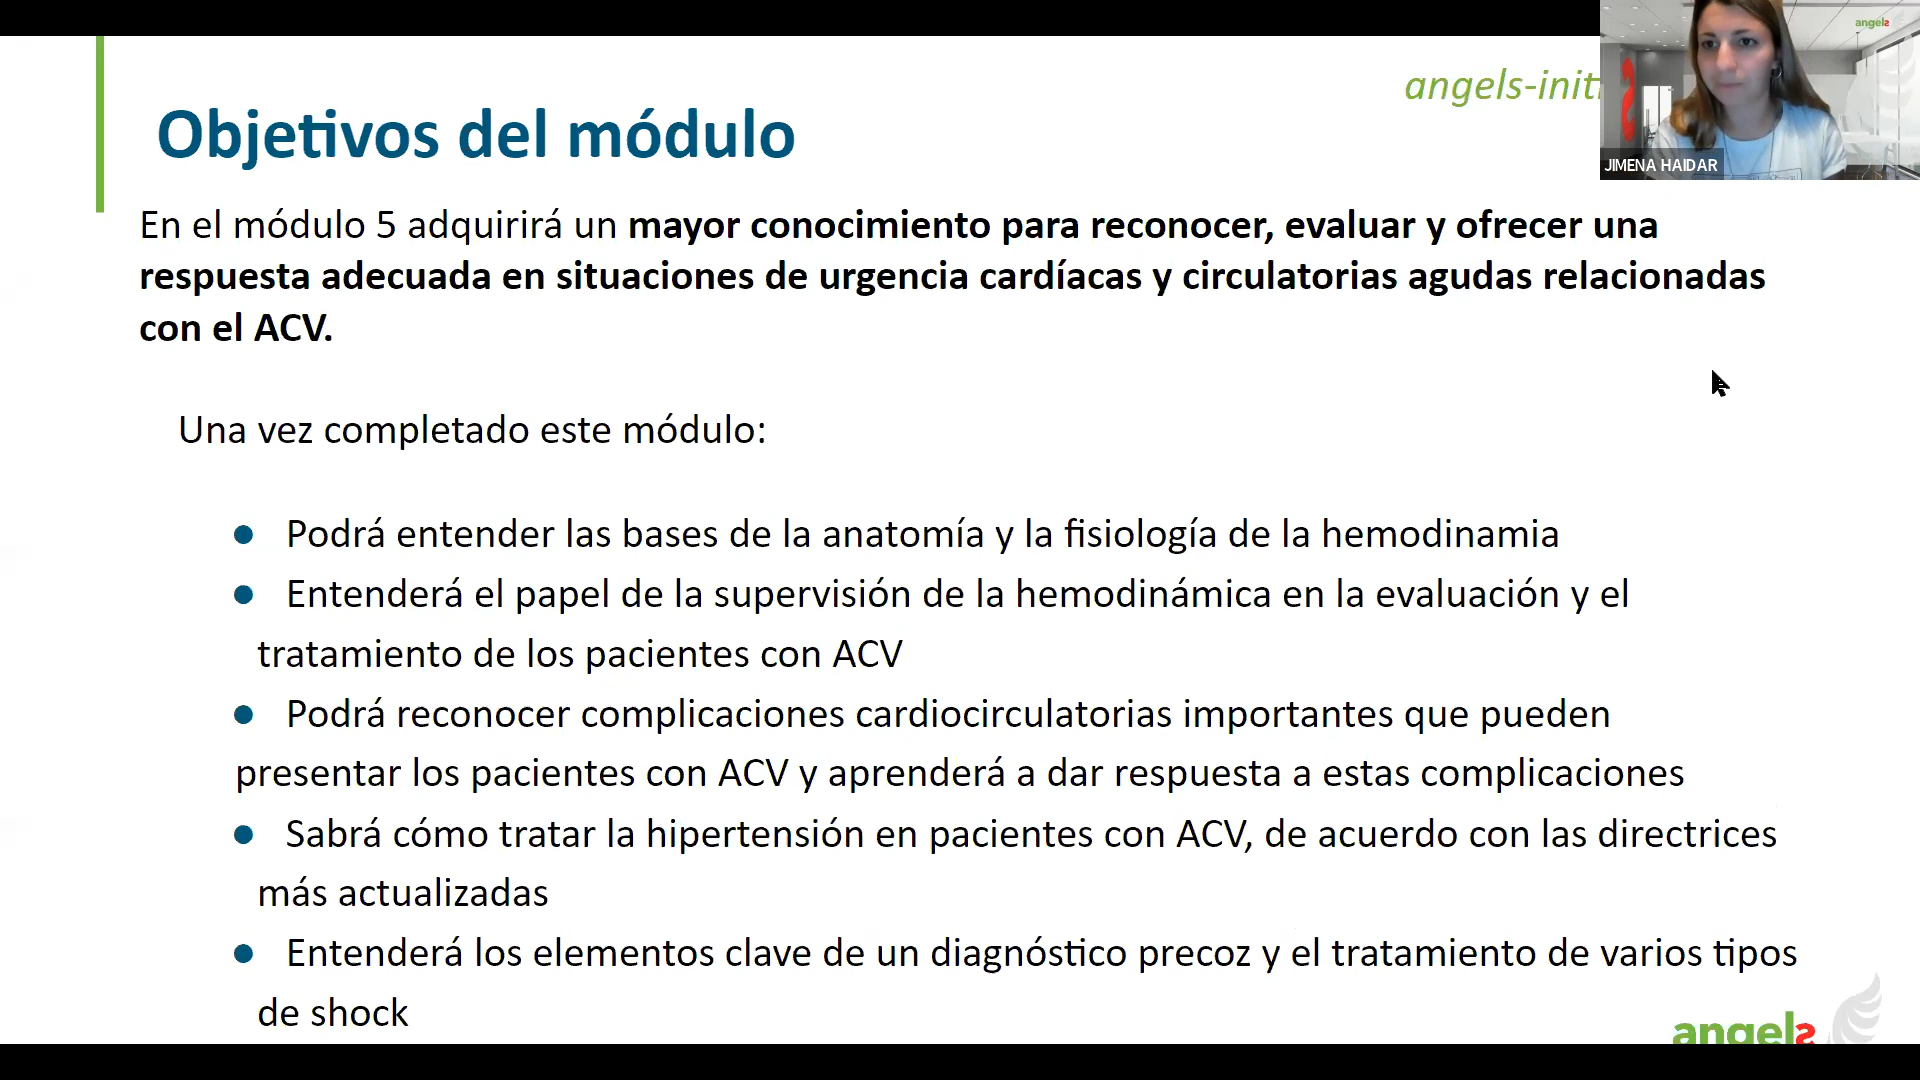 angels
angels-initi
JIMENA HAIDAR
Objetivos del módulo
En el módulo 5 adquirirá un mayor conocimiento para reconocer, evaluar y ofrecer una
respuesta adecuada en situaciones de urgencia cardíacas y circulatorias agudas relacionadas
con el ACV.
Una vez completado este módulo:
● Podrá entender las bases de la anatomía y la fisiología de la hemodinamia
● Entenderá el papel de la supervisión de la hemodinámica en la evaluación y el
tratamiento de los pacientes con ACV
● Podrá reconocer complicaciones cardiocirculatorias importantes que pueden
presentar los pacientes con ACV y aprenderá a dar respuesta a estas complicaciones
● Sabrá cómo tratar la hipertensión en pacientes con ACV, de acuerdo con las directrices
más actualizadas
● Entenderá los elementos clave de un diagnóstico precoz y el tratamiento de varios tipos
de shock
angels